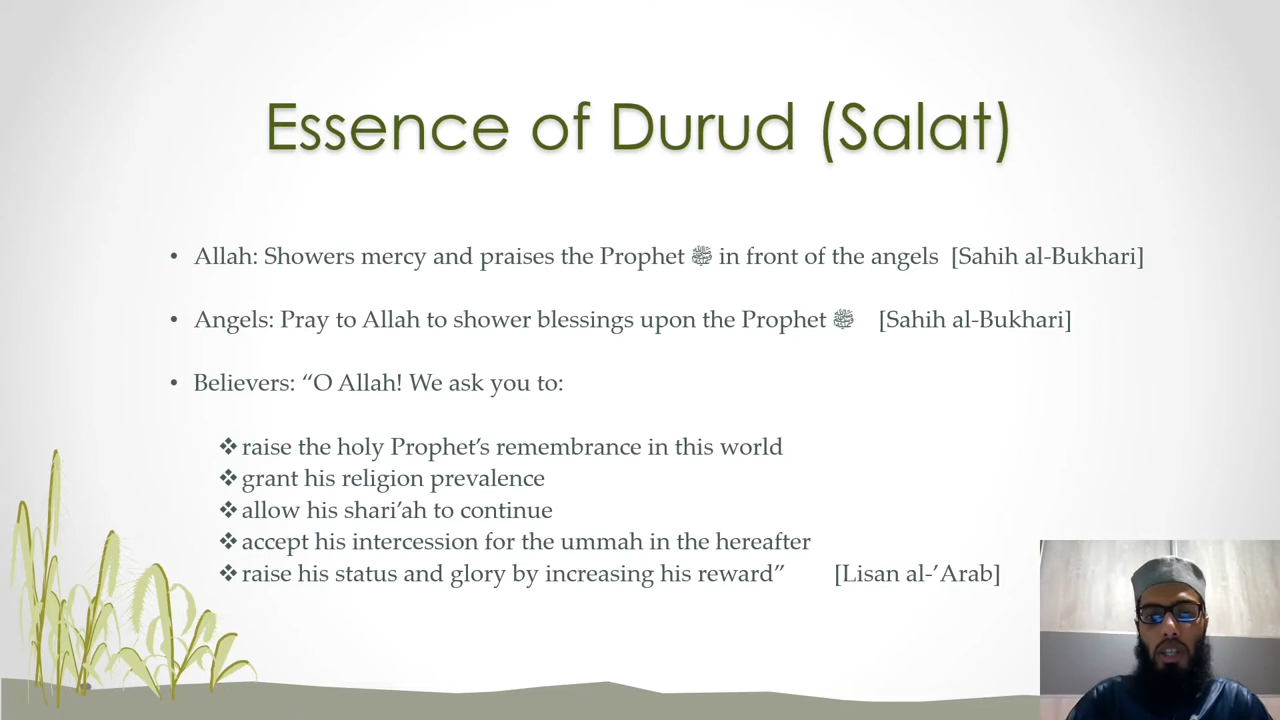 Essence of Durud (Salat)
• Allah: Showers mercy and praises the Prophet ﷺ in front of the angels [Sahih al-Bukhari]
• Angels: Pray to Allah to shower blessings upon the Prophet ﷺ [Sahih al-Bukhari]
• Believers: “O Allah! We ask you to:
❖ raise the holy Prophet’s remembrance in this world
❖ grant his religion prevalence
❖ allow his shari’ah to continue
❖ accept his intercession for the ummah in the hereafter
❖ raise his status and glory by increasing his reward” [Lisan al-’Arab]